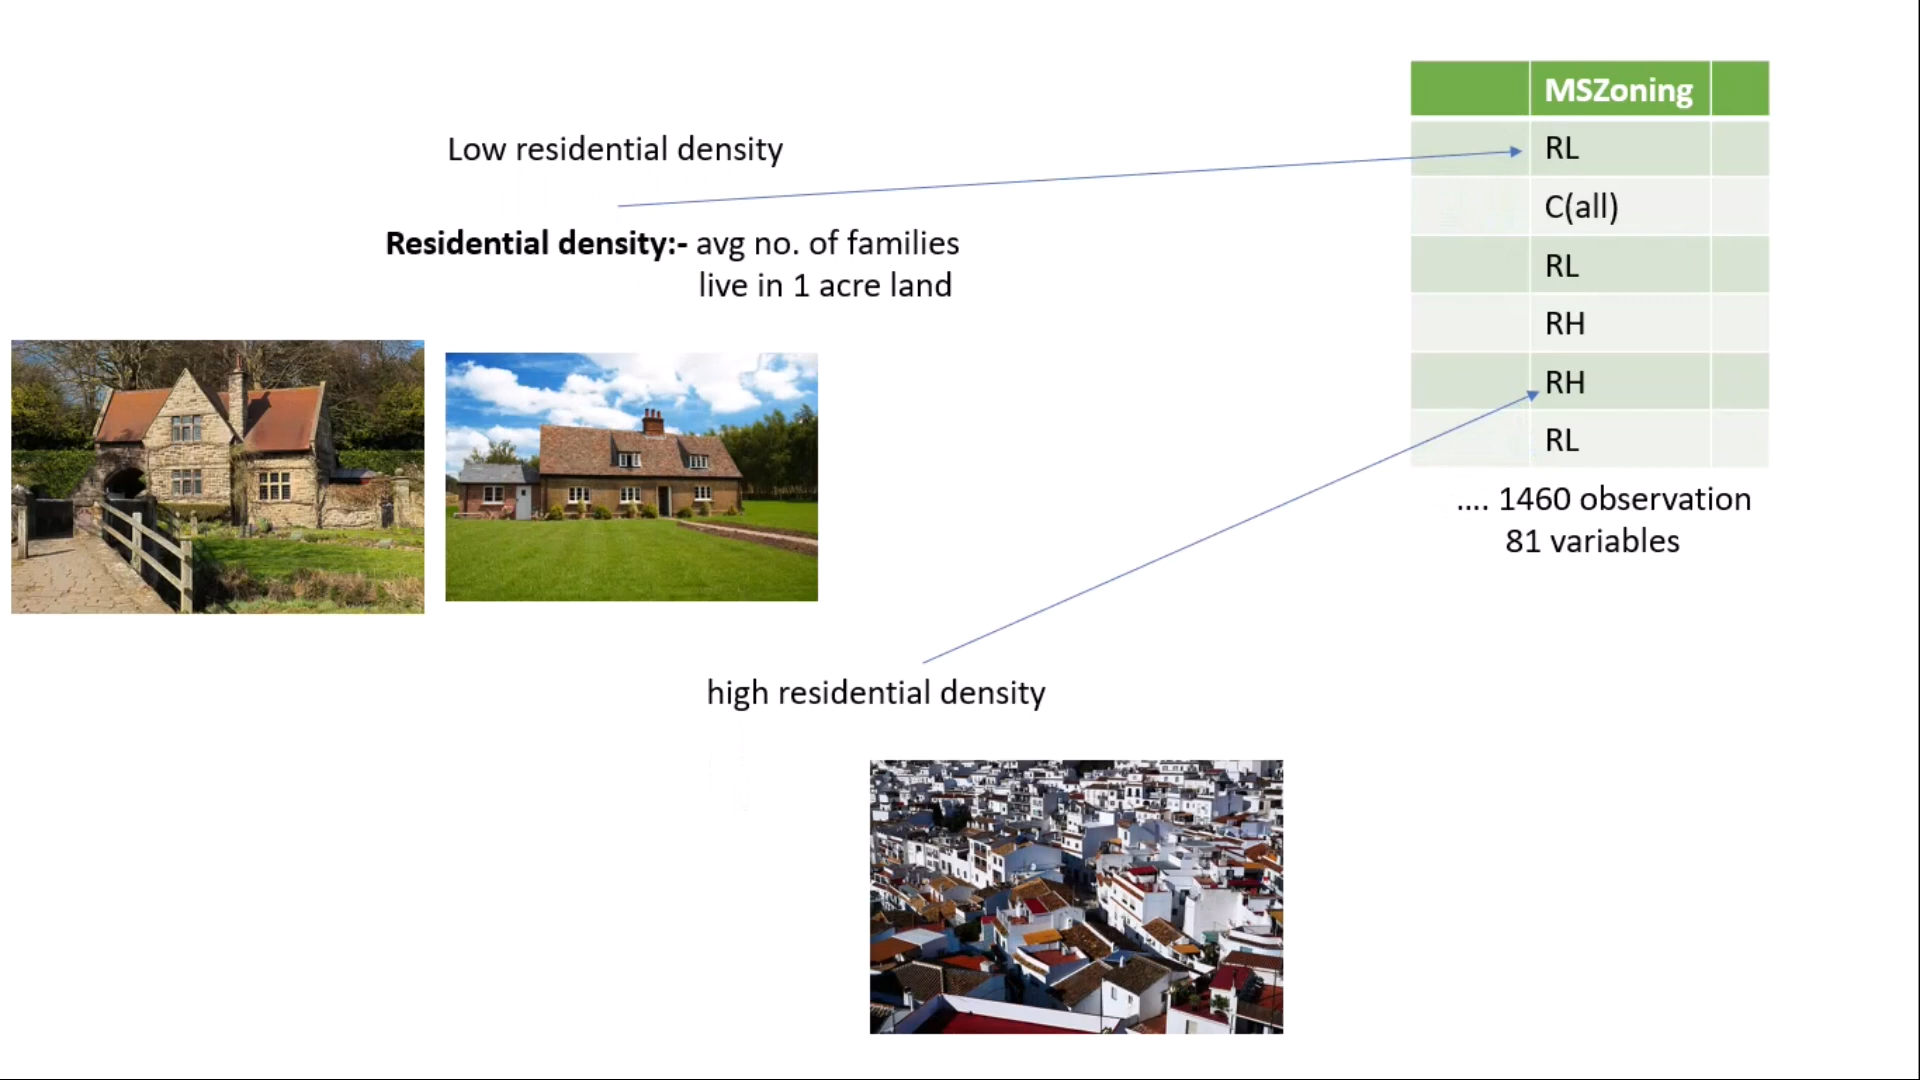 Low residential density
Residential density:- avg no. of families
live in 1 acre land
high residential density
MSZoning
RL
C(all)
RL
RH
RH
RL
.... 1460 observation
81 variables